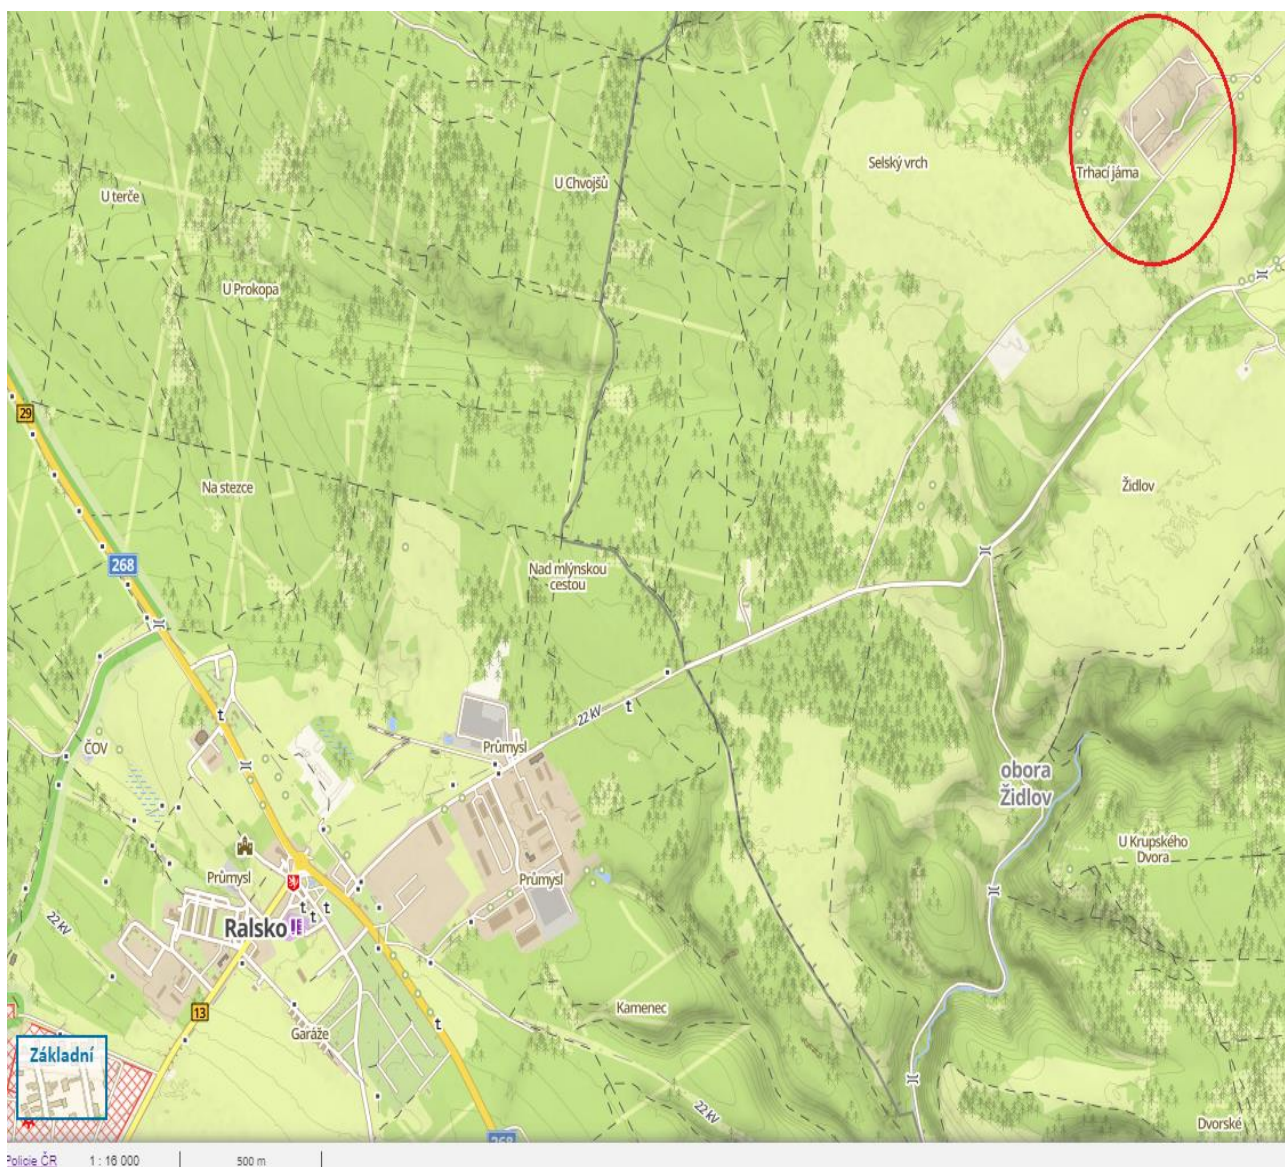 Selský vrch
Trhací jáma
U Chvojšů
U terče
U Prokopa
29
Na stezce
Židlov
268
Nad mlýnskou
cestou
t
22 kV
t
ČOV
Průmysl
obora
Židlov
U Krupského
Dvora
Průmysl
Průmysl
t
t
t
Ralsko
22 kV
13
Kamenec
Garáže
t
Základní
22 kV
Dvorské
268
Policie ČR
1 : 16 000
500 m